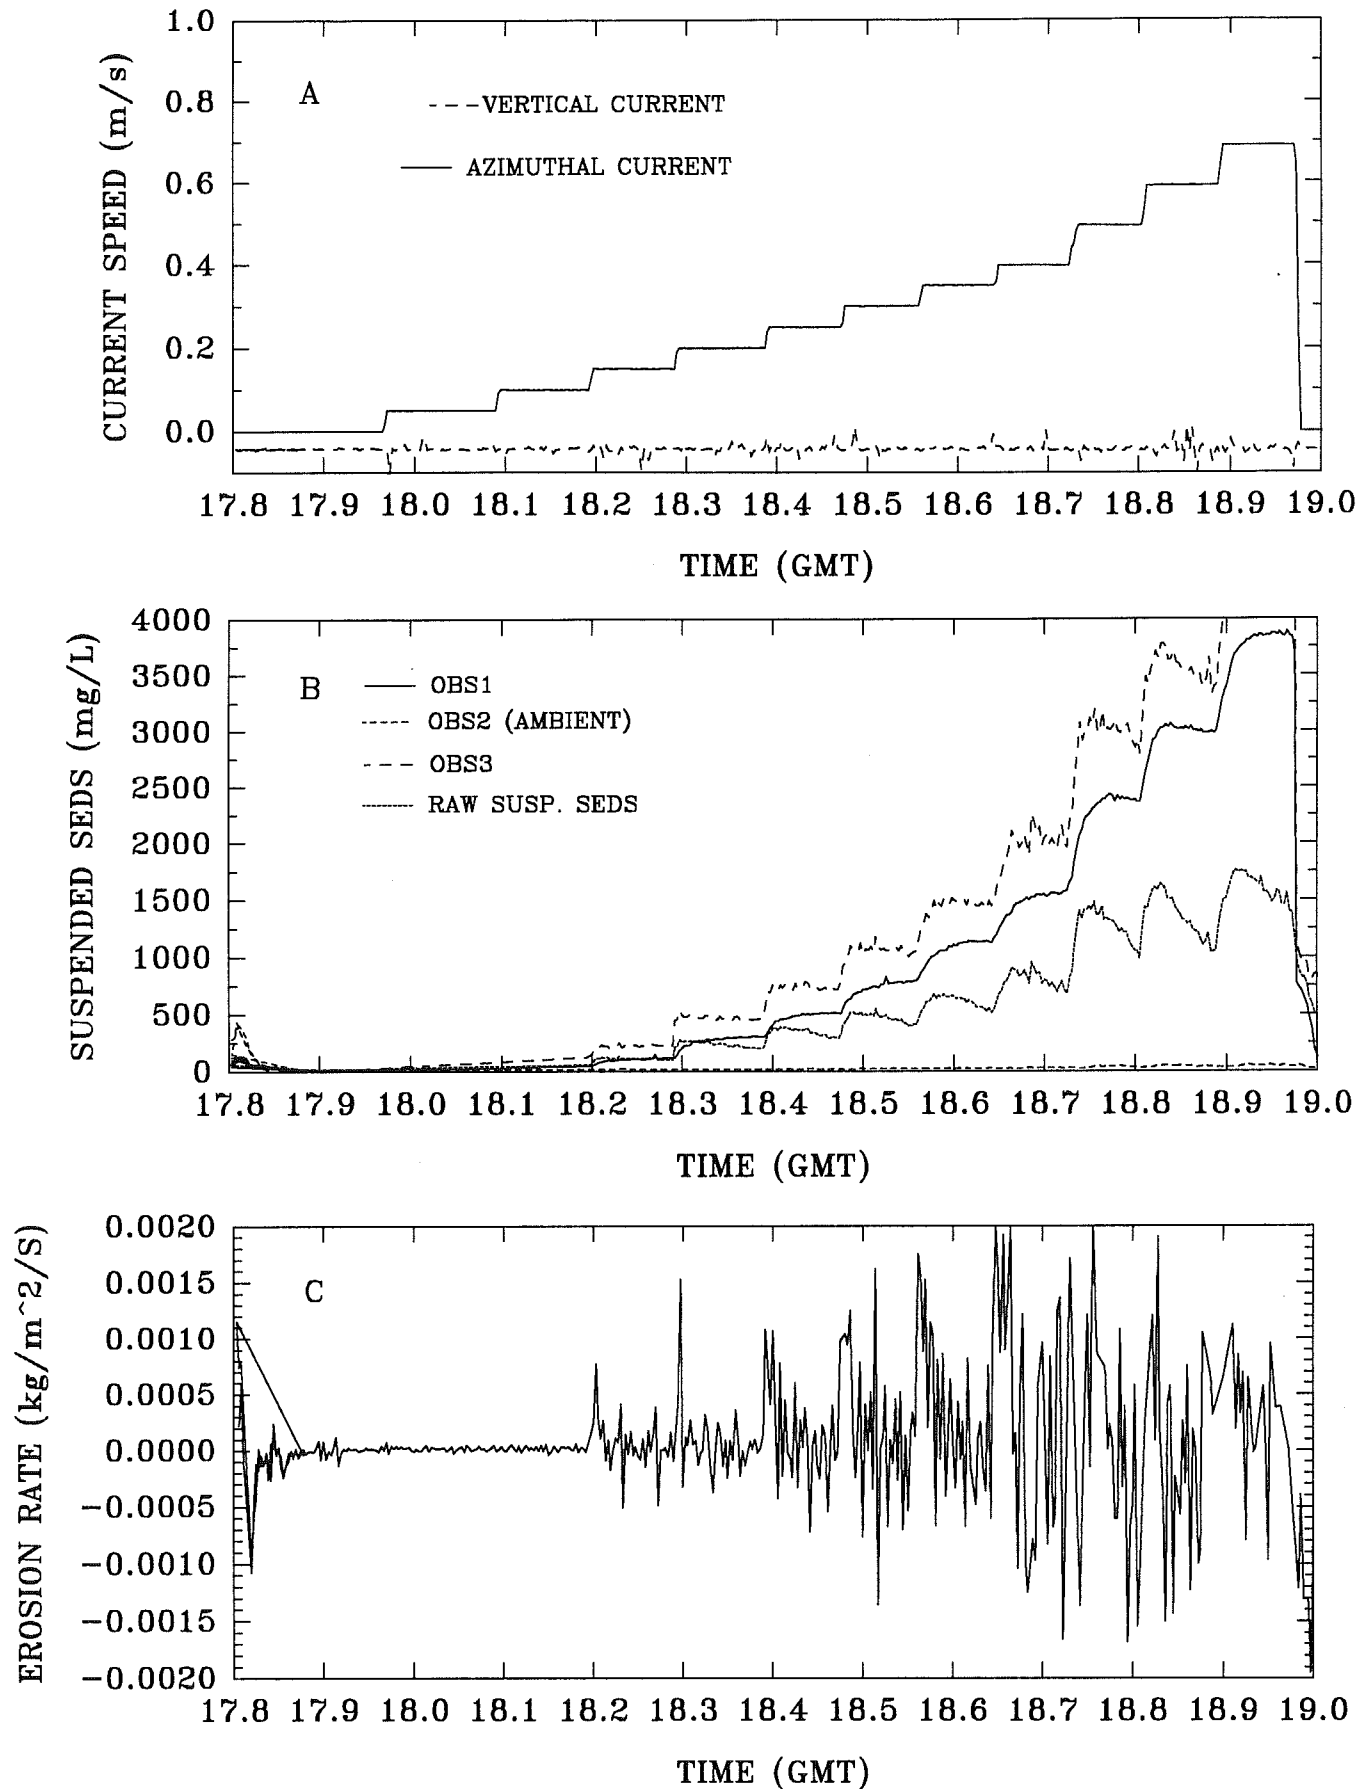 1.0
0.8
0.6
0.4
0.2
0.0
CURRENT SPEED (m/s)
A
---VERTICAL CURRENT
AZIMUTHAL CURRENT
17.8 17.9 18.0 18.1 18.2 18.3 18.4 18.5 18.6 18.7 18.8 18.9 19.0
TIME (GMT)
4000
3500
3000
2500
2000
1500
1000
500
0
SUSPENDED SEDS (mg/L)
B
OBS1
OBS2 (AMBIENT)
OBS3
RAW SUSP. SEDS
17.8 17.9 18.0 18.1 18.2 18.3 18.4 18.5 18.6 18.7 18.8 18.9 19.0
TIME (GMT)
0.0020
0.0015
0.0010
0.0005
0.0000
−0.0005
−0.0010
−0.0015
−0.0020
EROSION RATE (kg/m^2/S)
C
17.8 17.9 18.0 18.1 18.2 18.3 18.4 18.5 18.6 18.7 18.8 18.9 19.0
TIME (GMT)